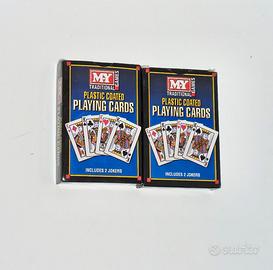 M·Y
TRADITIONAL
GAMES
PLASTIC COATED
PLAYING CARDS
INCLUDES 2 JOKERS
M·Y
TRADITIONAL
GAMES
PLASTIC COATED
PLAYING CARDS
INCLUDES 2 JOKERS
subito